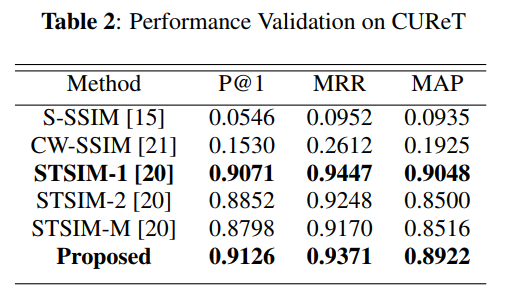 Table 2: Performance Validation on CUReT
Method P@1 MRR MAP
S-SSIM [15] 0.0546 0.0952 0.0935
CW-SSIM [21] 0.1530 0.2612 0.1925
STSIM-1 [20] 0.9071 0.9447 0.9048
STSIM-2 [20] 0.8852 0.9248 0.8500
STSIM-M [20] 0.8798 0.9170 0.8516
Proposed 0.9126 0.9371 0.8922